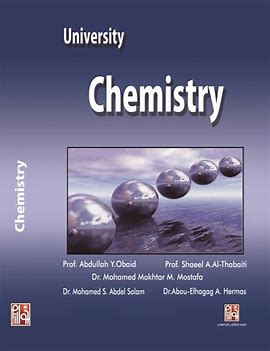 University
Chemistry
Chemistry
Prof. Abdullah Y.Obaid Prof. Shaeel A.Al-Thabaiti
Dr. Mohamed Mokhtar M. Mostafa
Dr. Mohamed S. Abdel Salam Dr.Abou-Elhagag A. Hermas